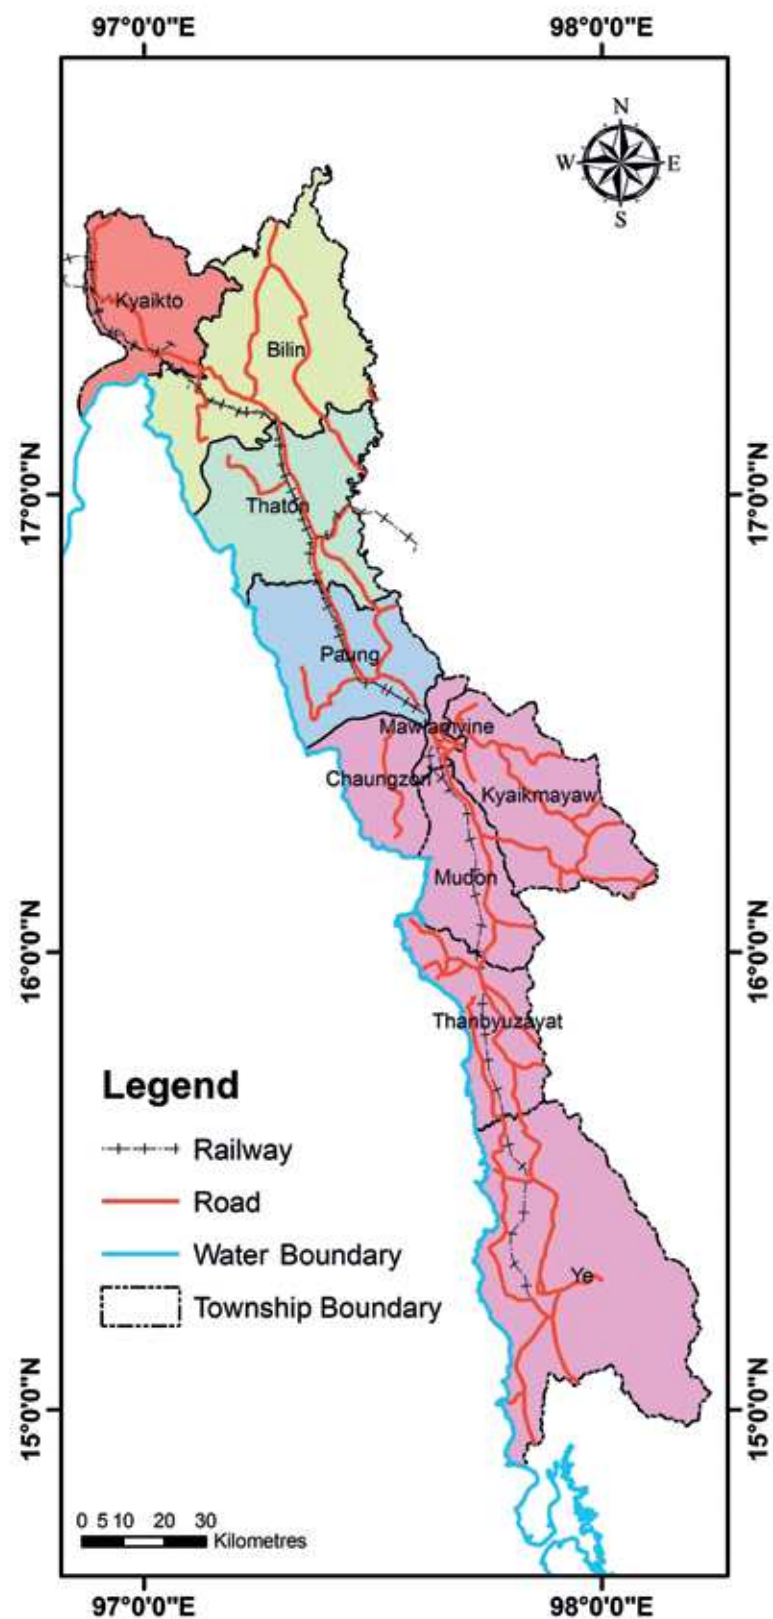 97°0'0"E 98°0'0"E
N
W E
S
Kyaikto
Bilin
17°0'0"N 17°0'0"N
Thaton
Paung
Mawlamyine
Chaungzon
Kyaikmayaw
Mudon
16°0'0"N 16°0'0"N
Thanbyuzayat
Legend
Railway
Road
Water Boundary
Ye
Township Boundary
15°0'0"N 15°0'0"N
0 5 10 20 30
Kilometres
97°0'0"E 98°0'0"E